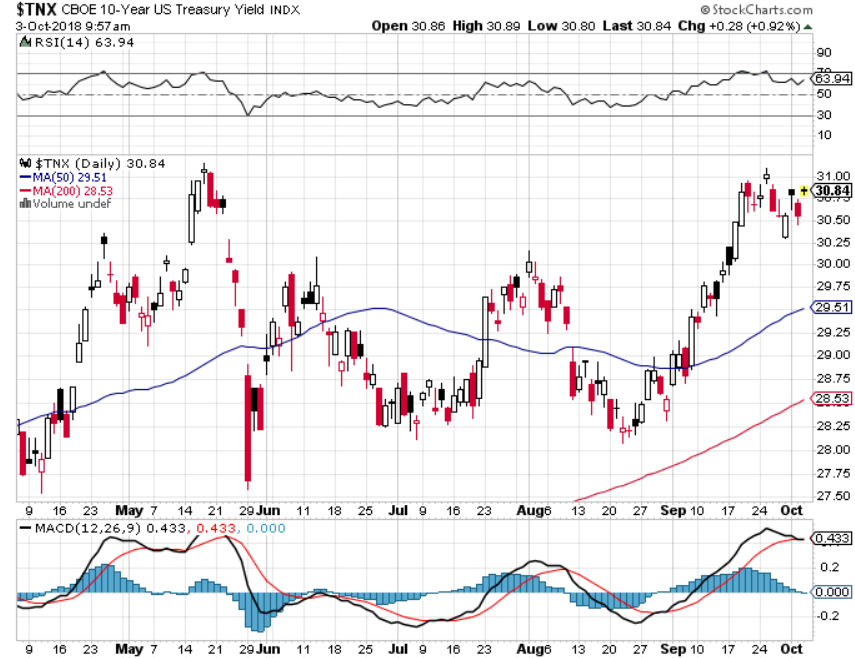 $TNX CBOE 10-Year US Treasury Yield INDX
© StockCharts.com
3-Oct-2018 9:57am
Open 30.86 High 30.89 Low 30.80 Last 30.84 Chg +0.28 (+0.92%)
RSI(14) 63.94
90
70
63.94
50
30
10
$TNX (Daily) 30.84
MA(50) 29.51
MA(200) 28.53
Volume undef
31.00
30.84
30.75
30.50
30.25
30.00
29.75
29.51
29.25
29.00
28.75
28.53
28.25
28.00
27.75
27.50
9 16 23 May 7 14 21 29 Jun 11 18 25 Jul 9 16 23 Aug 6 13 20 27 Sep 10 17 24 Oct
MACD(12,26,9) 0.433, 0.433, 0.000
0.433
0.2
0.000
-0.2
9 16 23 May 7 14 21 29 Jun 11 18 25 Jul 9 16 23 Aug 6 13 20 27 Sep 10 17 24 Oct